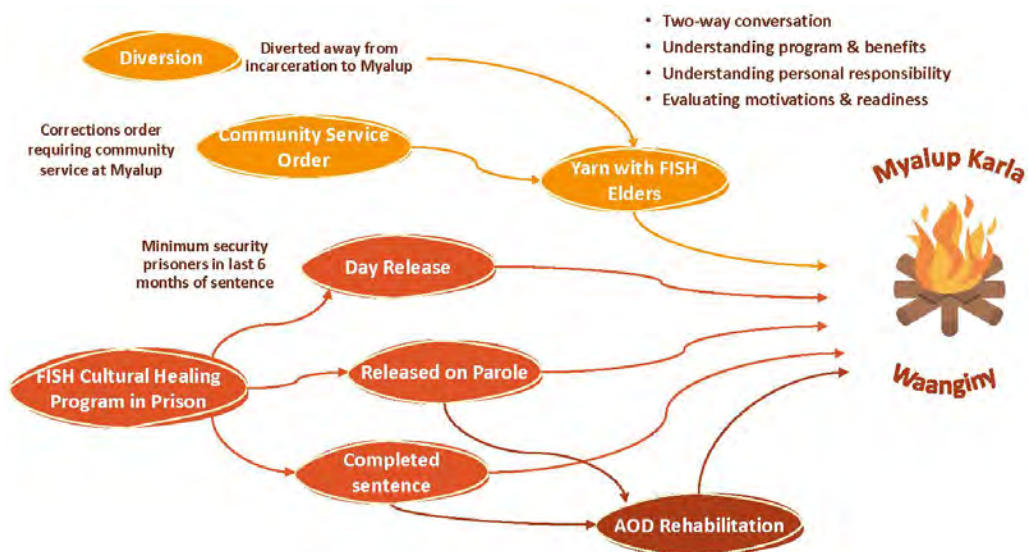 Diversion
Diverted away from
incarceration to Myalup
• Two-way conversation
• Understanding program & benefits
• Understanding personal responsibility
• Evaluating motivations & readiness
Corrections order
requiring community
service at Myalup
Community Service
Order
Yarn with FISH
Elders
Myalup Karla
Waanginy
Minimum security
prisoners in last 6
months of sentence
Day Release
FISH Cultural Healing
Program in Prison
Released on Parole
Completed
sentence
AOD Rehabilitation